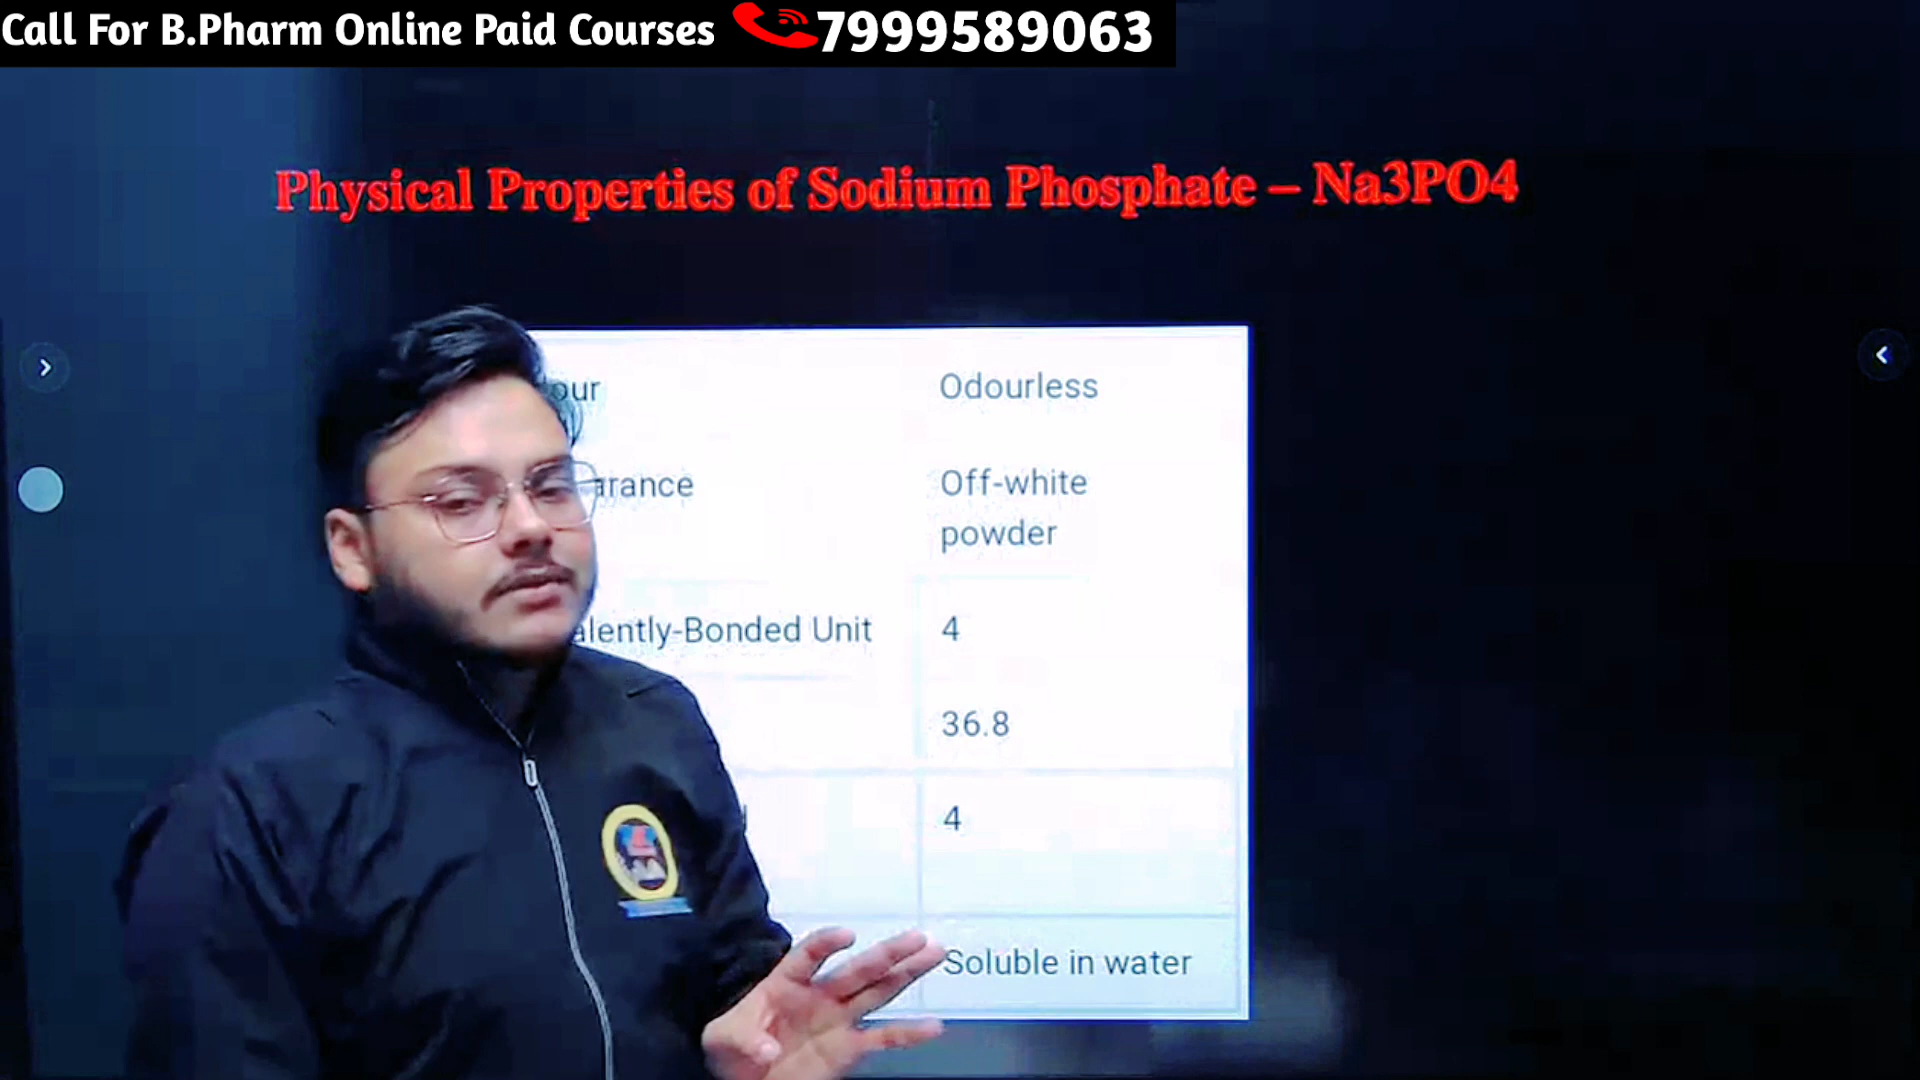 Call For B.Pharm Online Paid Courses 7999589063
Physical Properties of Sodium Phosphate – Na3PO4
our Odourless
arance Off-white
powder
alently-Bonded Unit 4
36.8
4
Soluble in water